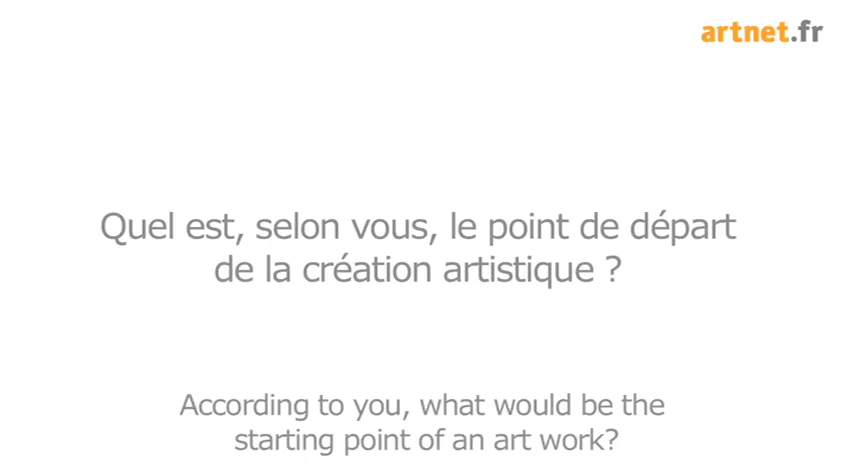 artnet.fr
Quel est, selon vous, le point de départ
de la création artistique ?
According to you, what would be the
starting point of an art work?